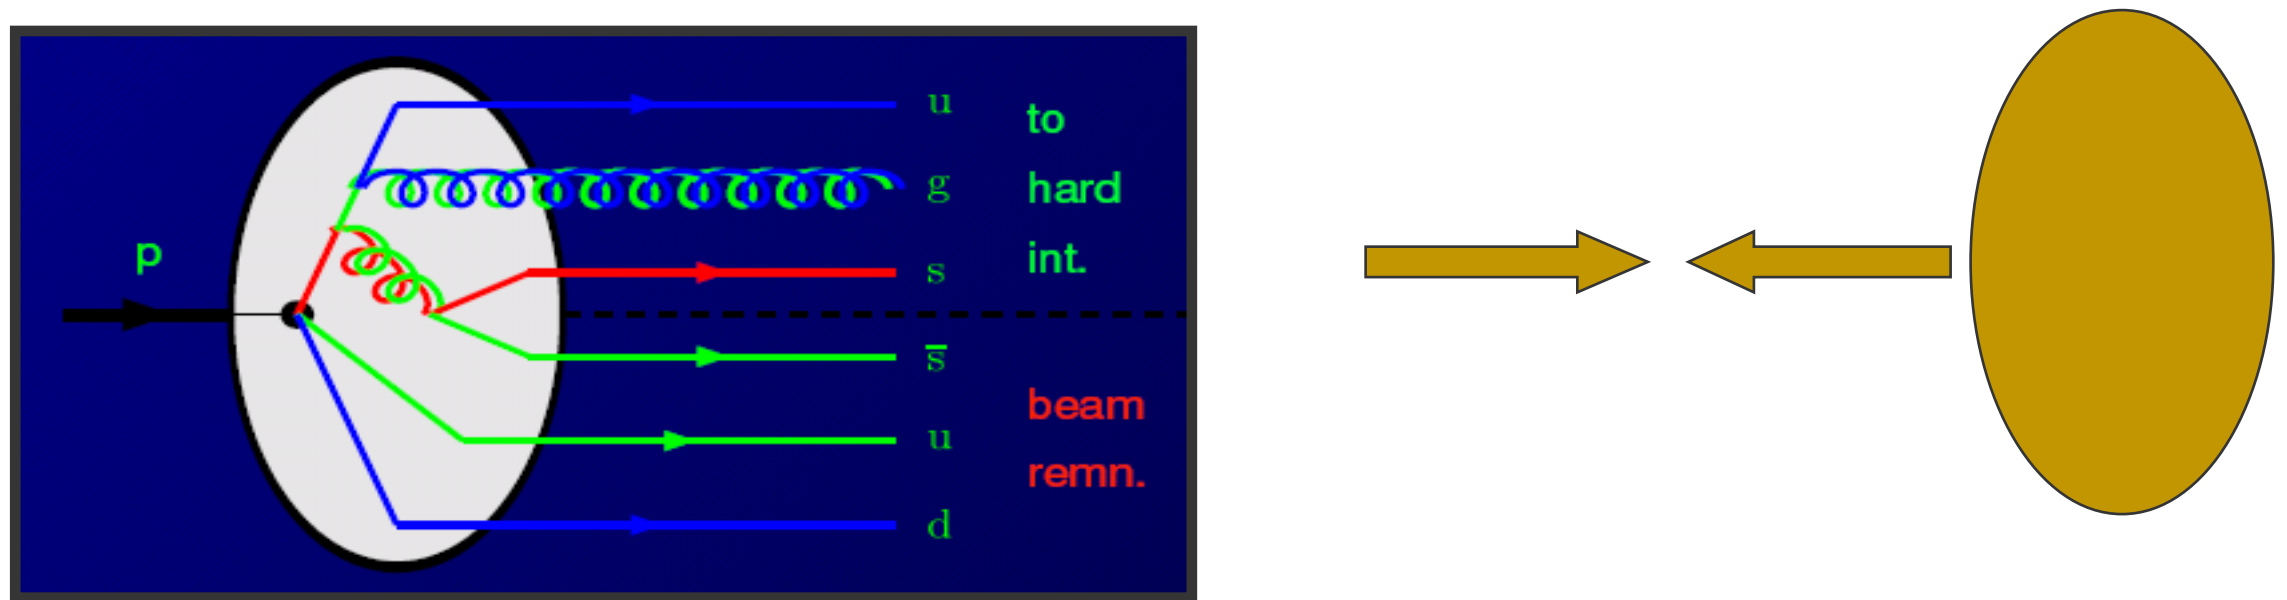 p
u
g
s
s̄
u
d
to
hard
int.
beam
remn.